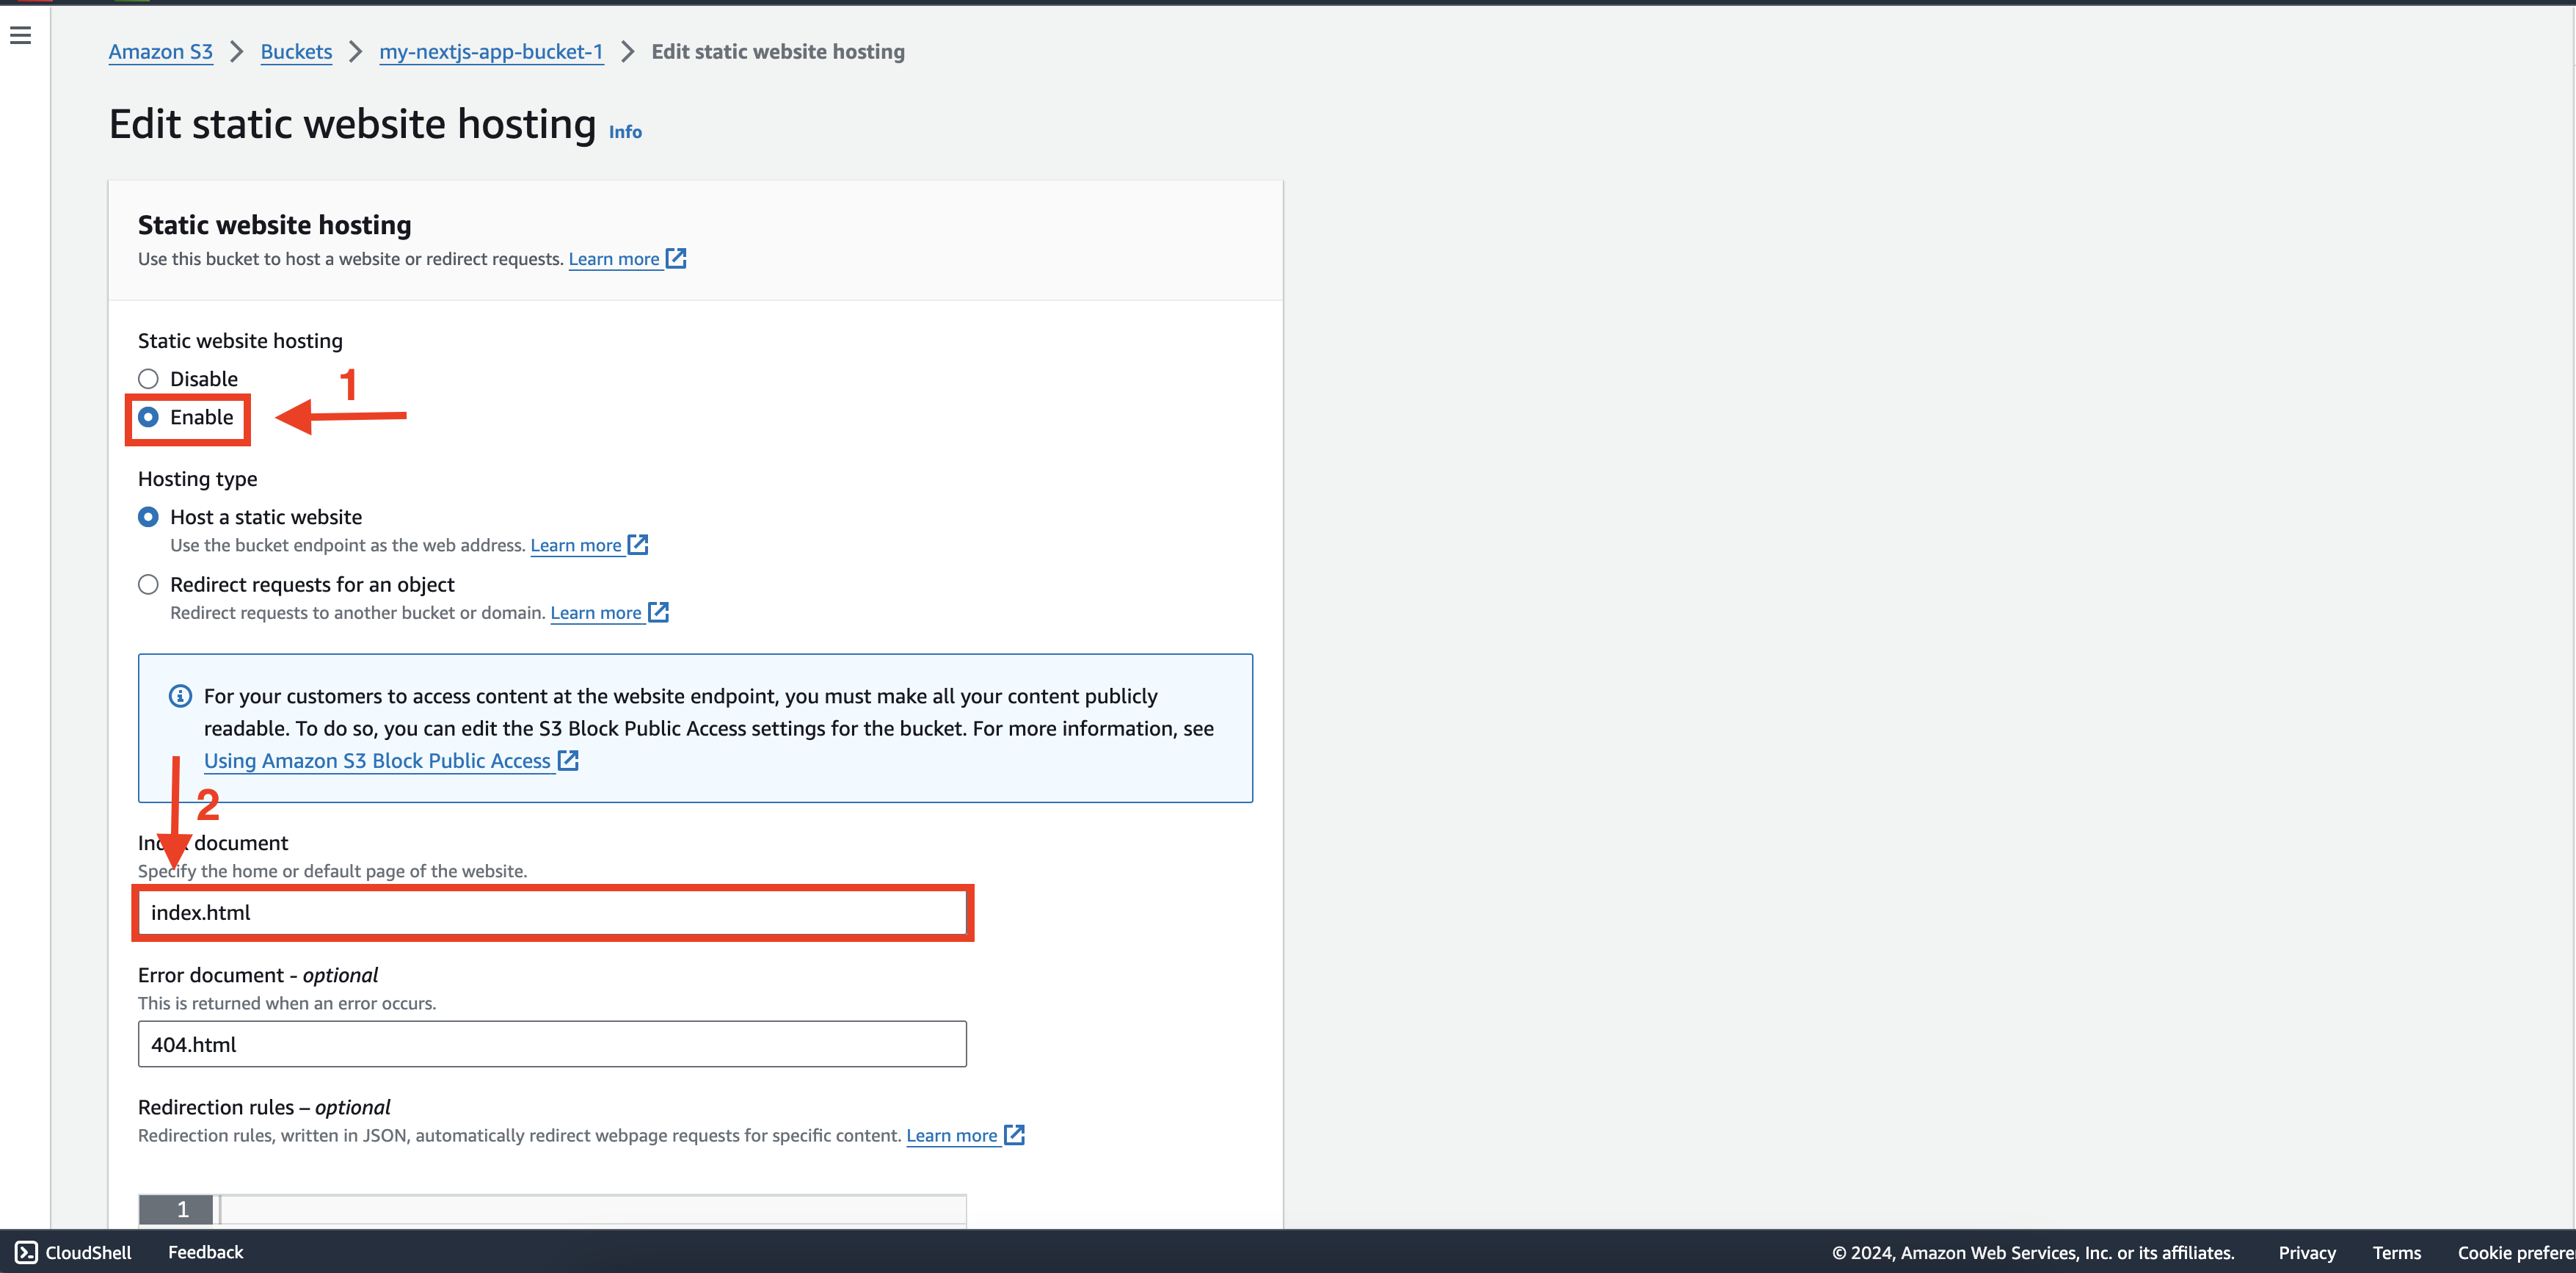 Amazon S3 > Buckets > my-nextjs-app-bucket-1 > Edit static website hosting
Edit static website hosting Info
Static website hosting
Use this bucket to host a website or redirect requests. Learn more
Static website hosting
Disable
1
Enable
Hosting type
Host a static website
Use the bucket endpoint as the web address. Learn more
Redirect requests for an object
Redirect requests to another bucket or domain. Learn more
For your customers to access content at the website endpoint, you must make all your content publicly
readable. To do so, you can edit the S3 Block Public Access settings for the bucket. For more information, see
Using Amazon S3 Block Public Access
2
Index document
Specify the home or default page of the website.
index.html
Error document - optional
This is returned when an error occurs.
404.html
Redirection rules – optional
Redirection rules, written in JSON, automatically redirect webpage requests for specific content. Learn more
1
CloudShell Feedback © 2024, Amazon Web Services, Inc. or its affiliates. Privacy Terms Cookie prefere